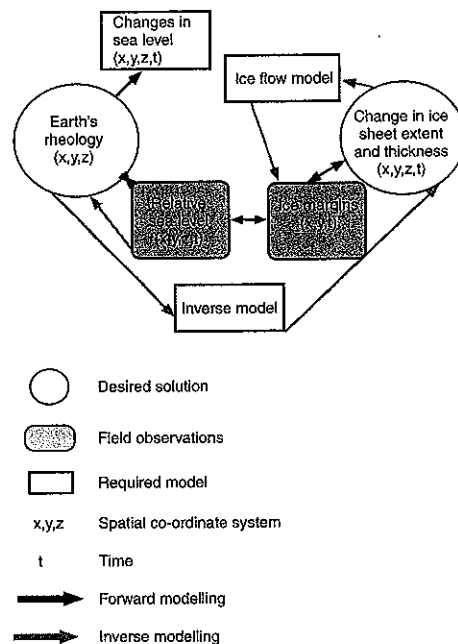 Changes in
sea level
(x,y,z,t)
Ice flow model
Earth's
rheology
(x,y,z)
Change in ice
sheet extent
and thickness
(x,y,z,t)
Relative
sea level
(x,y,z,t)
Ice margins
(x,y,t)
Inverse model
Desired solution
Field observations
Required model
x,y,z Spatial co-ordinate system
t Time
Forward modelling
Inverse modelling